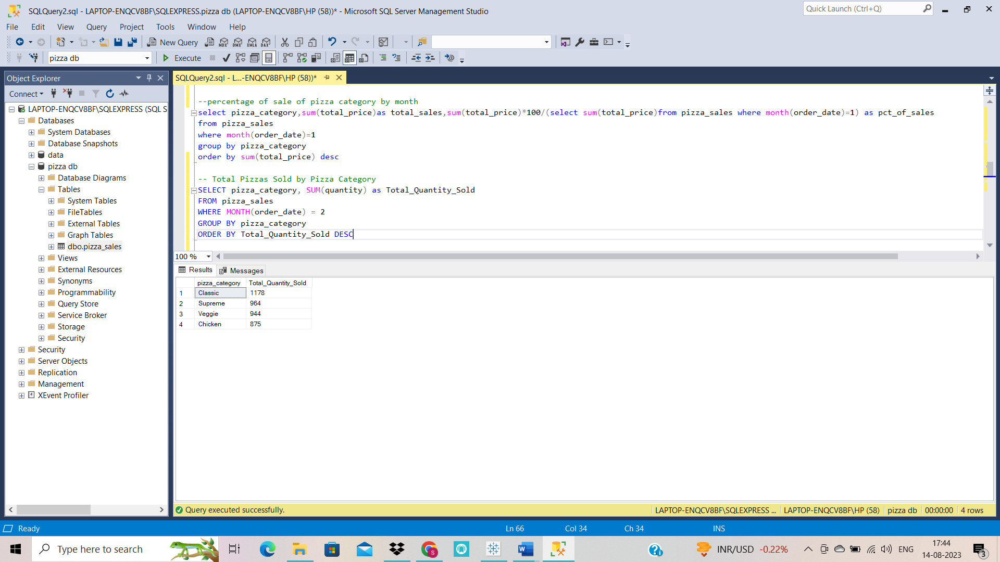 SQLQuery2.sql - LAPTOP-ENQCV8BF\SQLEXPRESS.pizza db (LAPTOP-ENQCV8BF\HP (58))* - Microsoft SQL Server Management Studio
Quick Launch (Ctrl+Q)
File Edit View Query Project Tools Window Help
New Query
MDX DMX XMLA DAX
pizza db
Execute
Object Explorer
Connect
LAPTOP-ENQCV8BF\SQLEXPRESS (SQL S
Databases
System Databases
Database Snapshots
data
pizza db
Database Diagrams
Tables
System Tables
FileTables
External Tables
Graph Tables
dbo.pizza_sales
Views
External Resources
Synonyms
Programmability
Query Store
Service Broker
Storage
Security
Security
Server Objects
Replication
Management
XEvent Profiler
SQLQuery2.sql - L...-ENQCV8BF\HP (58))*
--percentage of sale of pizza category by month
select pizza_category,sum(total_price)as total_sales,sum(total_price)*100/(select sum(total_price)from pizza_sales where month(order_date)=1) as pct_of_sales
from pizza_sales
where month(order_date)=1
group by pizza_category
order by sum(total_price) desc
-- Total Pizzas Sold by Pizza Category
SELECT pizza_category, SUM(quantity) as Total_Quantity_Sold
FROM pizza_sales
WHERE MONTH(order_date) = 2
GROUP BY pizza_category
ORDER BY Total_Quantity_Sold DESC
100 %
Results Messages
pizza_category Total_Quantity_Sold
1 Classic 1178
2 Supreme 964
3 Veggie 944
4 Chicken 875
Query executed successfully.
LAPTOP-ENQCV8BF\SQLEXPRESS ... LAPTOP-ENQCV8BF\HP (58) pizza db 00:00:00 4 rows
Ready
Ln 66 Col 34 Ch 34 INS
Type here to search
INR/USD -0.22%
ENG
17:44
14-08-2023
3